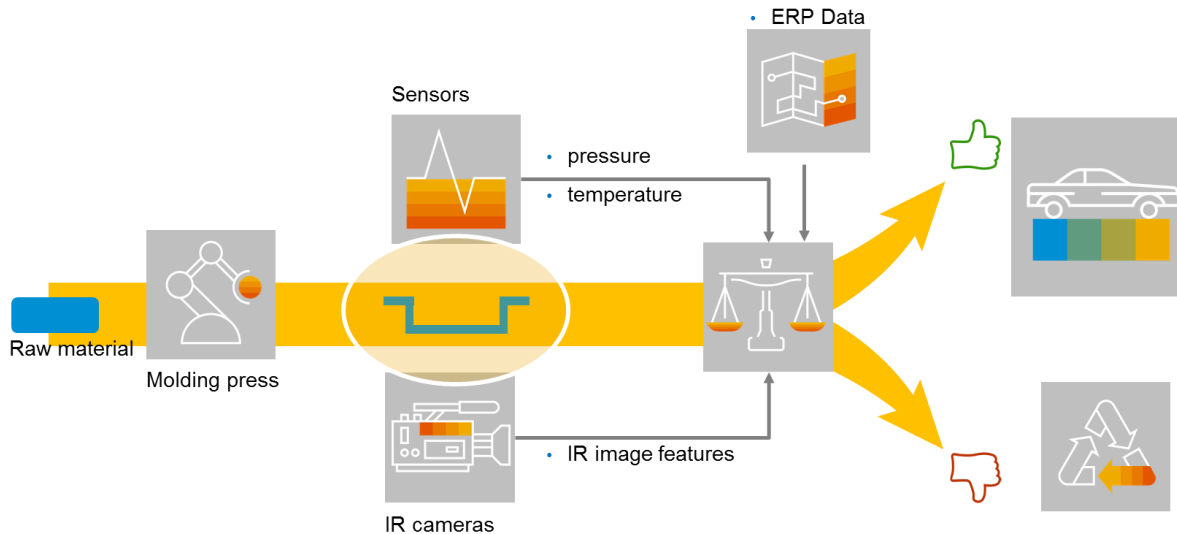 • ERP Data
Sensors
• pressure
• temperature
Raw material
Molding press
• IR image features
IR cameras